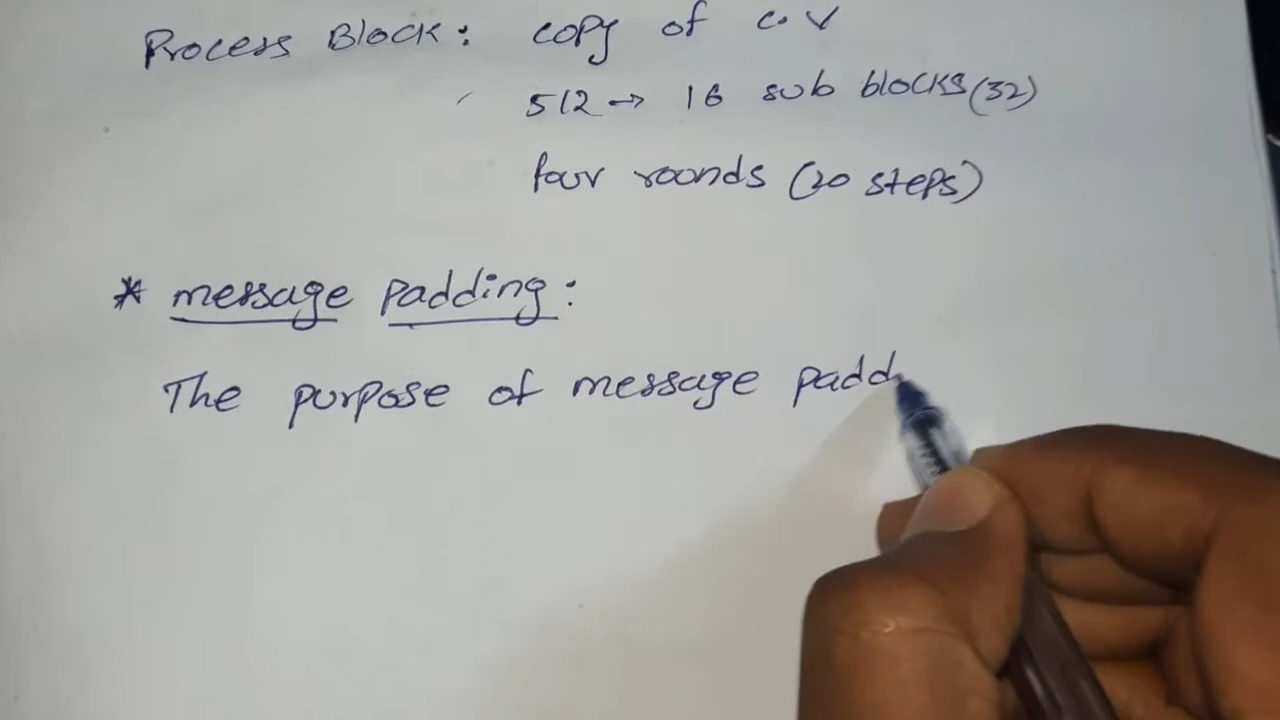 Process Block: copy of c.v
512 → 16 sub blocks (32)
four rounds (20 steps)
* message padding:
The purpose of message padd